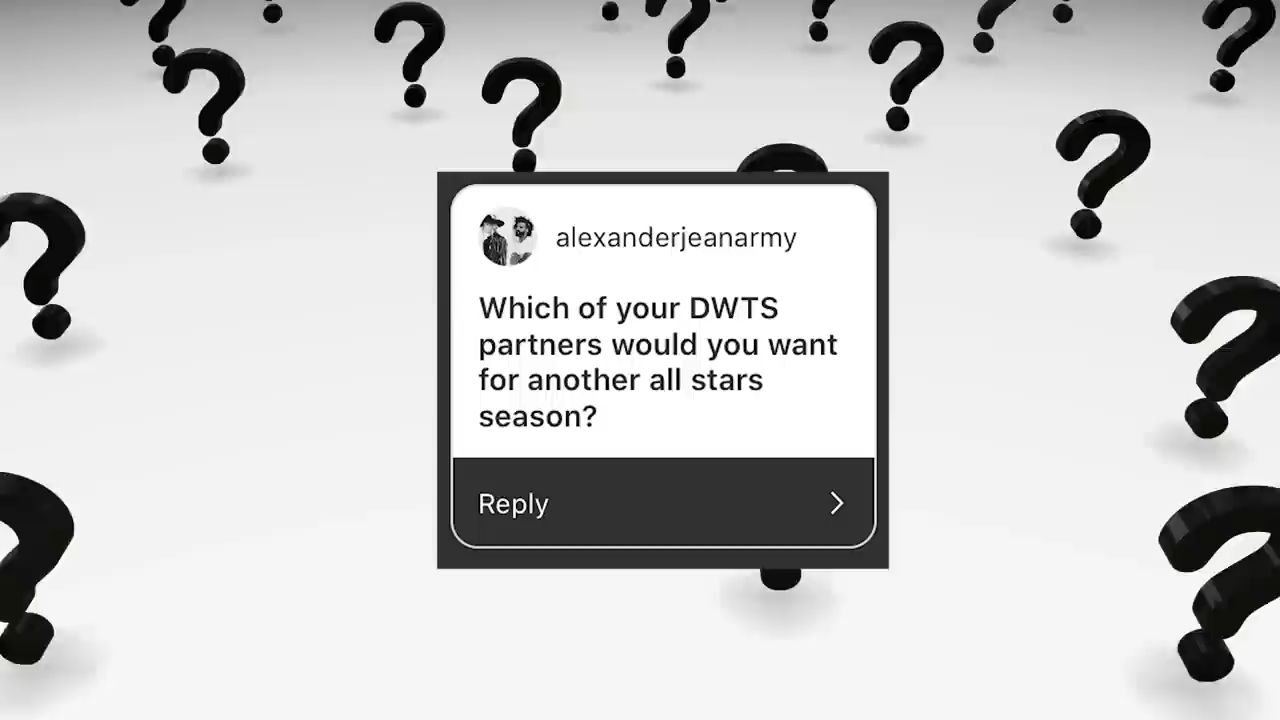 alexanderjeanarmy
Which of your DWTS
partners would you want
for another all stars
season?
Reply